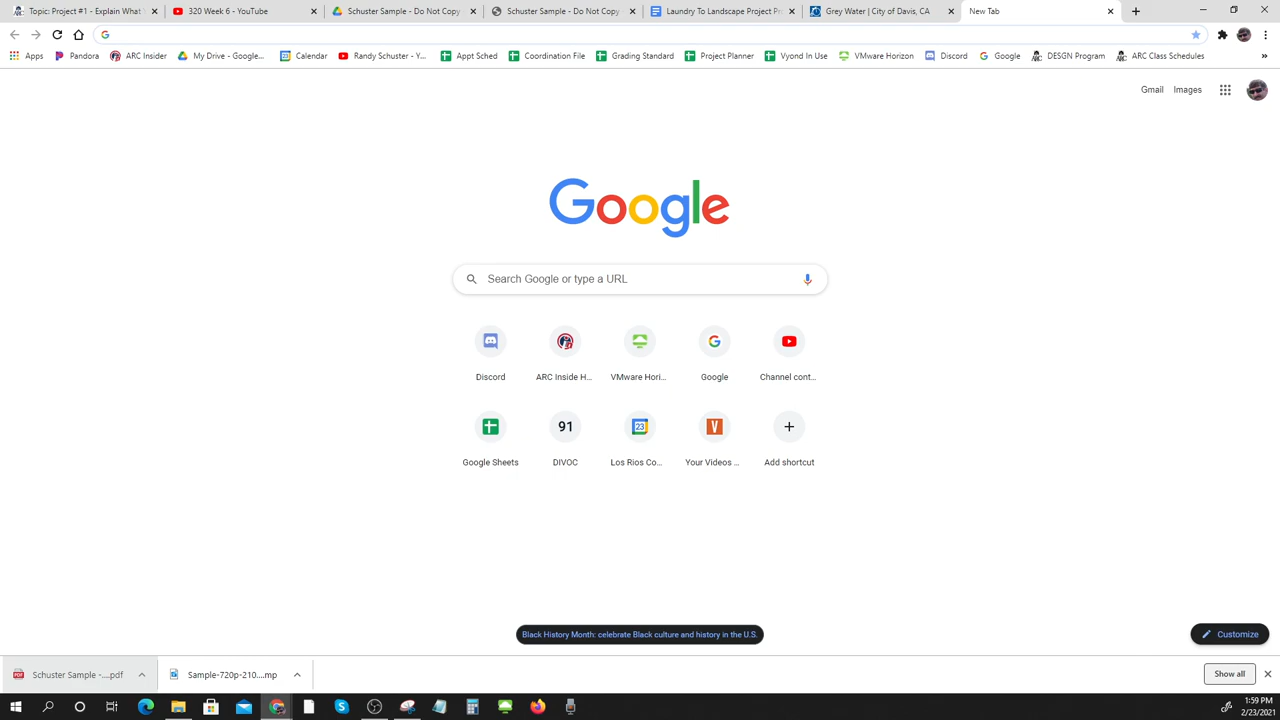 Topic: Project #1 - Explain What
320 Week 6 - YouTube
Schuster Sample - Do Not Copy
Schuster Sample - Do Not Copy
Laundry To Landscape Project Pr
Grey Water | City of Davis, CA
New Tab
Apps
Pandora
ARC Insider
My Drive - Google...
Calendar
Randy Schuster - Y...
Appt Sched
Coordination File
Grading Standard
Project Planner
Vyond In Use
VMware Horizon
Discord
Google
DESGN Program
ARC Class Schedules
»
Gmail
Images
Google
Search Google or type a URL
Discord
ARC Inside H...
VMware Hori...
Google
Channel cont...
91
23
V
Google Sheets
DIVOC
Los Rios Co...
Your Videos ...
Add shortcut
Black History Month: celebrate Black culture and history in the U.S.
Customize
Schuster Sample -....pdf
Sample-720p-210....mp
Show all
1:59 PM
2/23/2021